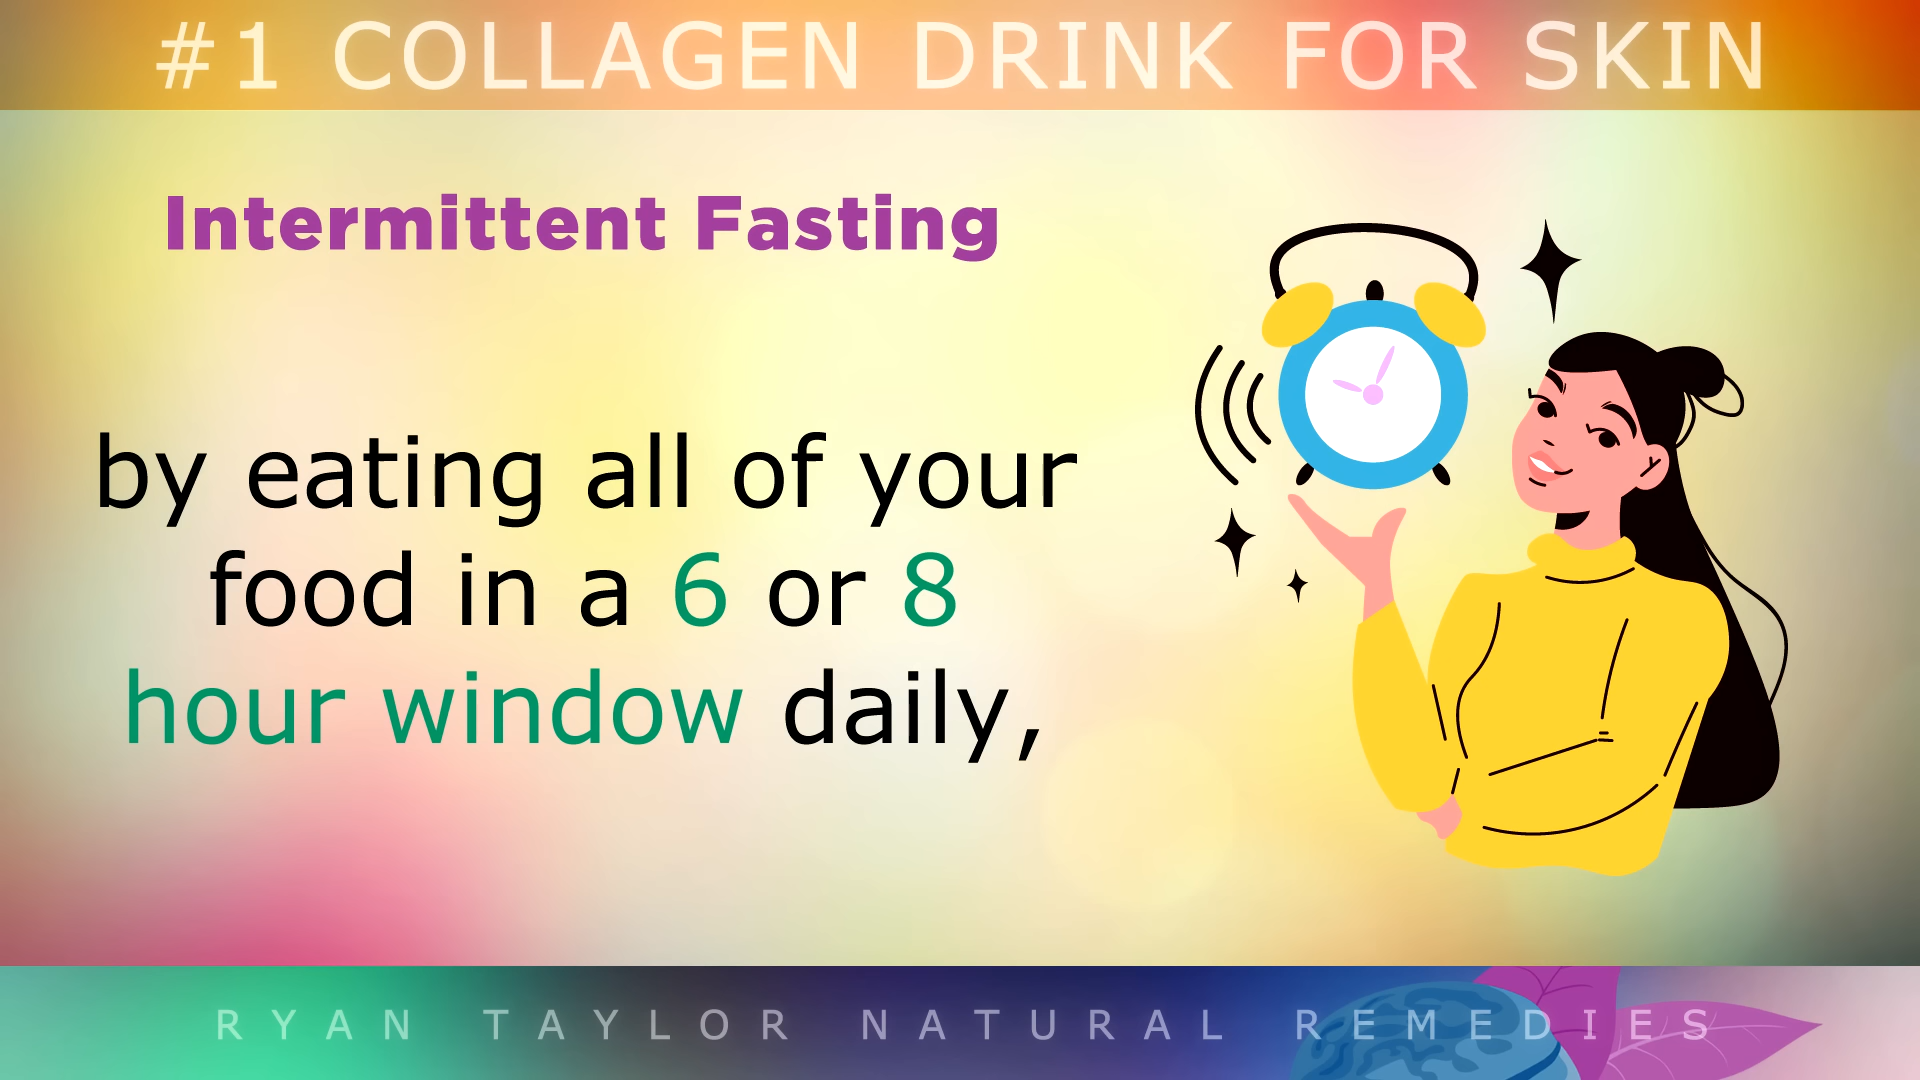 #1 COLLAGEN DRINK FOR SKIN
Intermittent Fasting
by eating all of your
food in a 6 or 8
hour window daily,
RYAN TAYLOR NATURAL REMEDIES